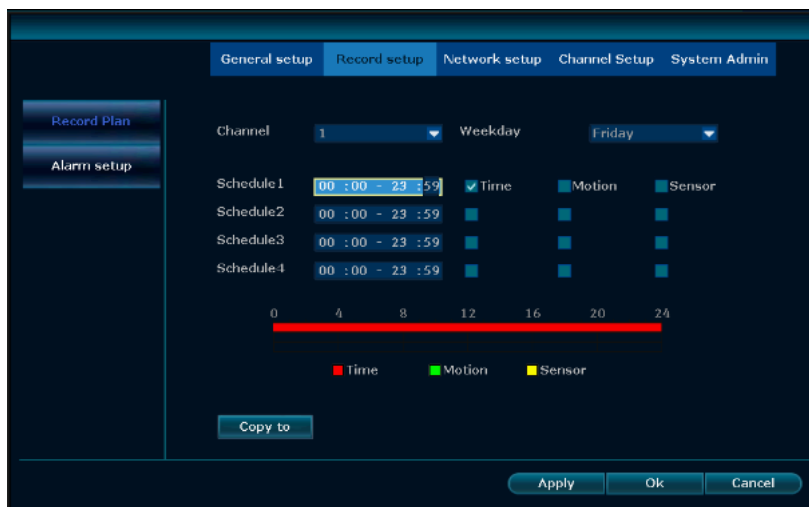 General setup Record setup Network setup Channel Setup System Admin
Record Plan
Alarm setup
Channel 1 Weekday Friday
Schedule1 00 :00 - 23 :59 Time Motion Sensor
Schedule2 00 :00 - 23 :59
Schedule3 00 :00 - 23 :59
Schedule4 00 :00 - 23 :59
0 4 8 12 16 20 24
Time Motion Sensor
Copy to
Apply Ok Cancel